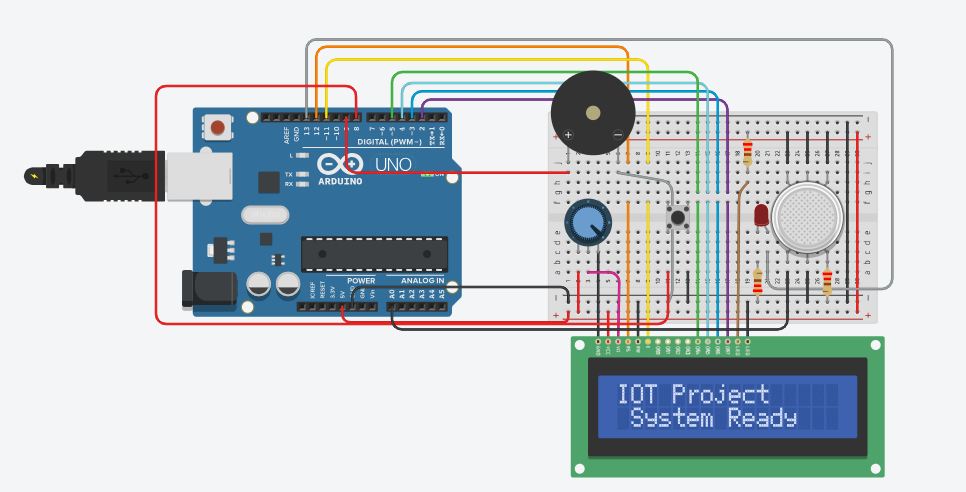 AREF
GND
13
12
~11
~10
8
7
~6
~5
4
~3
2
TX→1
RX←0
DIGITAL (PWM~)
L
TX
RX
UNO
ARDUINO
ON
POWER
ANALOG IN
IOREF
RESET
3.3V
5V
GND
Vin
A0
A1
A2
A3
A4
A5
IOT Project
System Ready